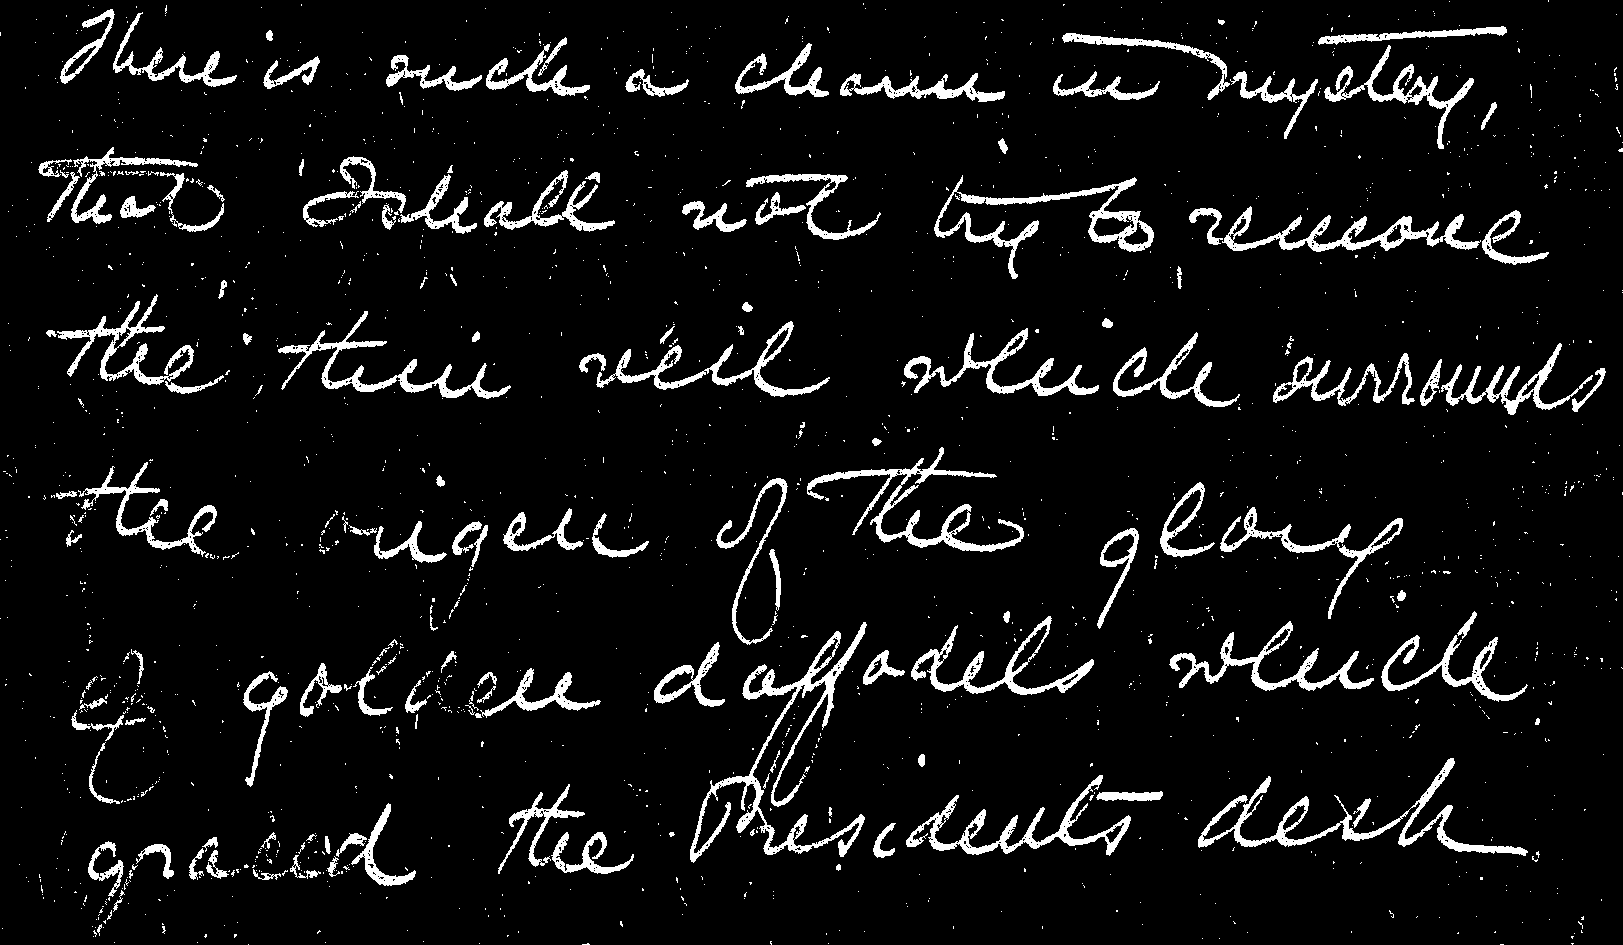 There is such a charm in mystery,
that I shall not try to remove
the thin veil which surrounds
the origen of the glory
of golden daffodils which
graced the Presidents desk